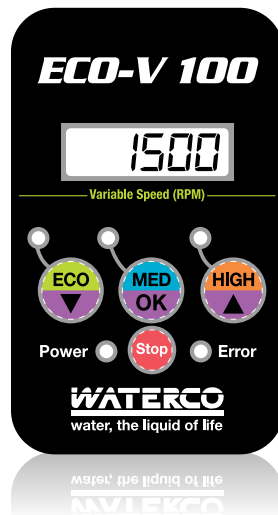 ECO-V 100
1500
Variable Speed (RPM)
ECO MED HIGH
OK
Power Stop Error
WATERCO
water, the liquid of life